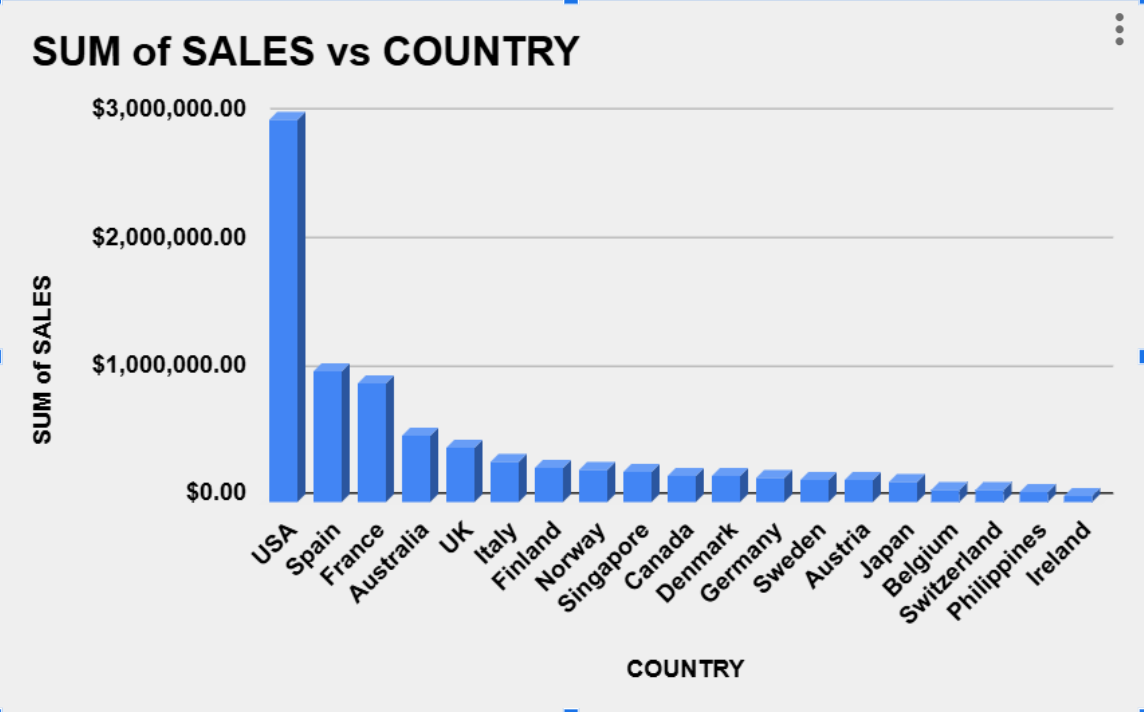 SUM of SALES vs COUNTRY
$3,000,000.00
$2,000,000.00
$1,000,000.00
$0.00
SUM of SALES
USA
Spain
France
Australia
UK
Italy
Finland
Norway
Singapore
Canada
Denmark
Germany
Sweden
Austria
Japan
Belgium
Switzerland
Philippines
Ireland
COUNTRY